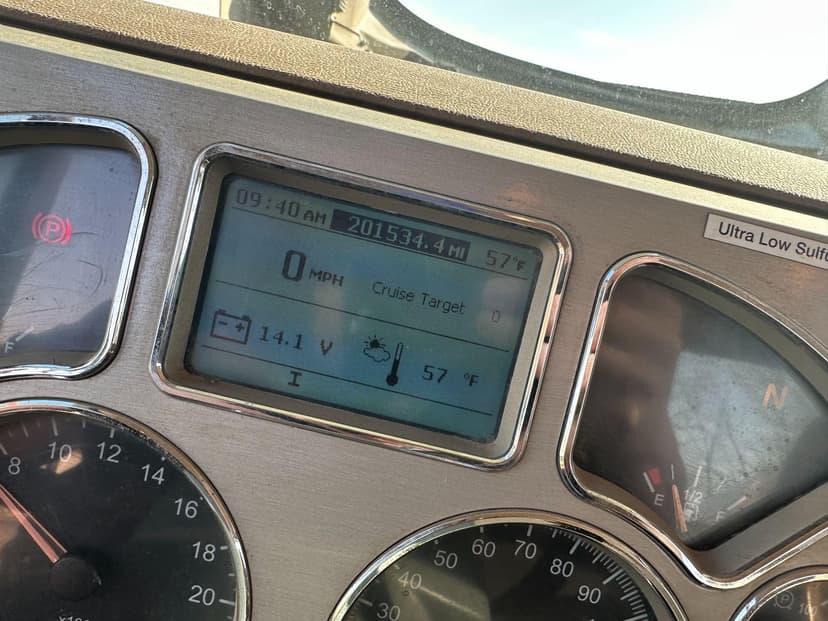 09:40 AM 201534.4 MI 57°F
0 MPH Cruise Target 0
14.1 V 57 °F
I
Ultra Low Sulfu
P
F
N
E 1/2 F
8 10 12 14 16 18 20
30 40 50 60 70 80 90
P
100